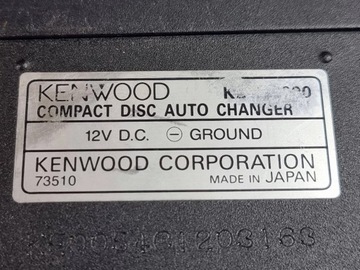 KENWOOD
COMPACT DISC AUTO CHANGER
12V D.C. ⊖ GROUND
KENWOOD CORPORATION
73510 MADE IN JAPAN